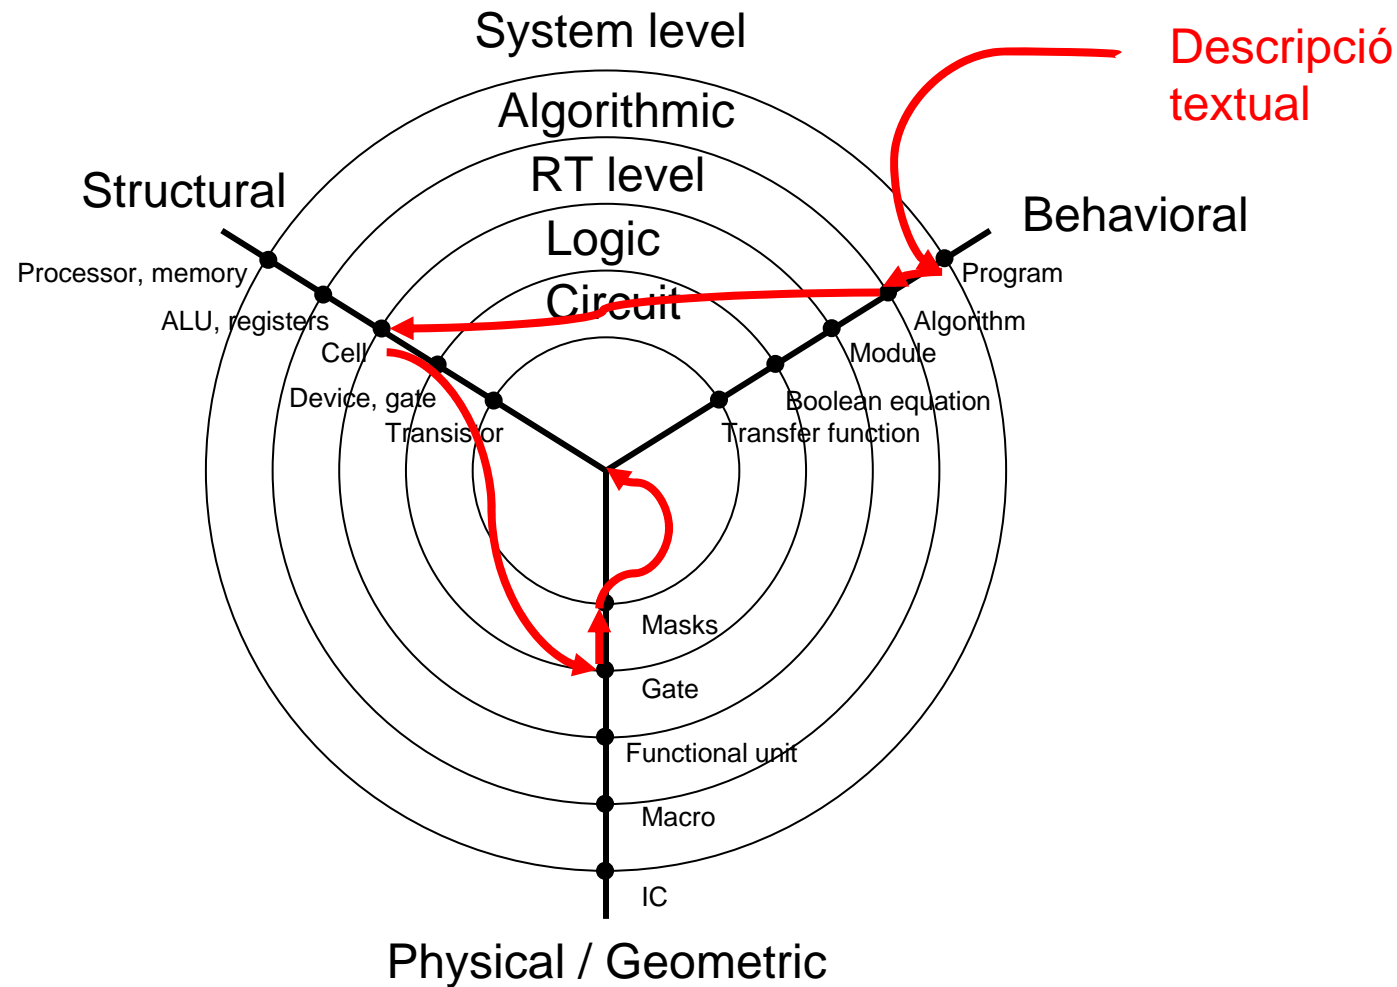 System level
Descripció
textual
Algorithmic
RT level
Structural
Behavioral
Logic
Processor, memory
Program
Circuit
ALU, registers
Algorithm
Cell
Module
Device, gate
Boolean equation
Transistor
Transfer function
Masks
Gate
Functional unit
Macro
IC
Physical / Geometric